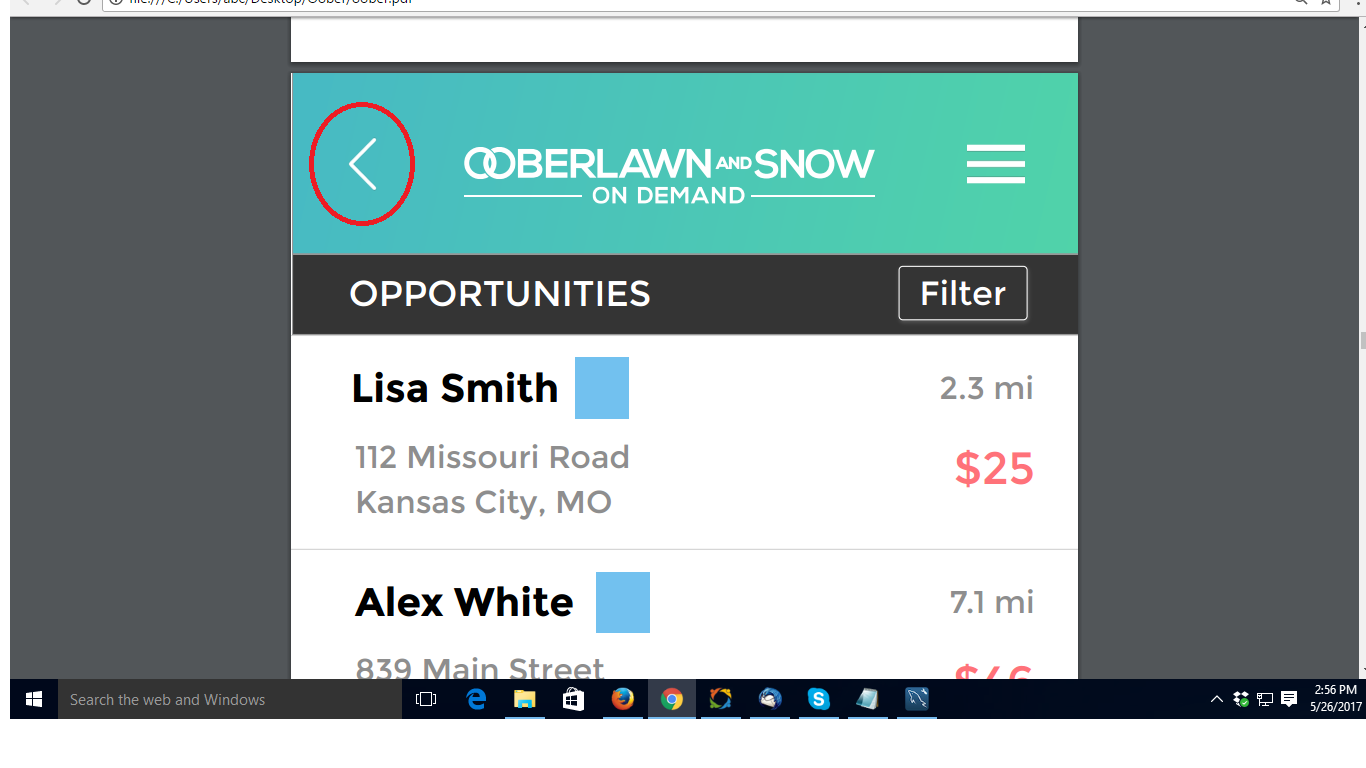 file:///C:/Users/abc/Desktop/Oober/oober.pdf
OOBERLAWN AND SNOW
ON DEMAND
OPPORTUNITIES
Filter
Lisa Smith
2.3 mi
112 Missouri Road
$25
Kansas City, MO
Alex White
7.1 mi
839 Main Street
$46
Search the web and Windows
2:56 PM
5/26/2017